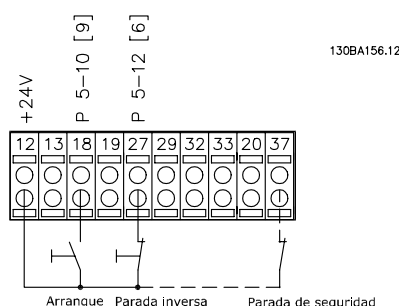 130BA156.12
+24V
P 5-10 [9]
P 5-12 [6]
12 13 18 19 27 29 32 33 20 37
Arranque Parada inversa Parada de seguridad